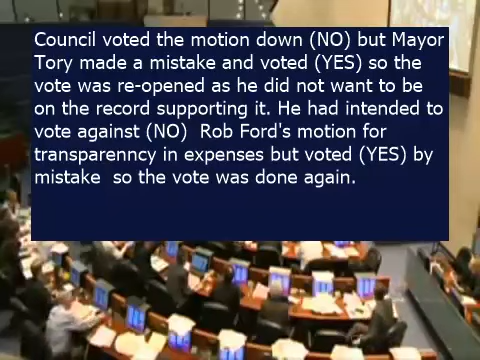 Council voted the motion down (NO) but Mayor
Tory made a mistake and voted (YES) so the
vote was re-opened as he did not want to be
on the record supporting it. He had intended to
vote against (NO)  Rob Ford's motion for
transparenncy in expenses but voted (YES) by
mistake  so the vote was done again.